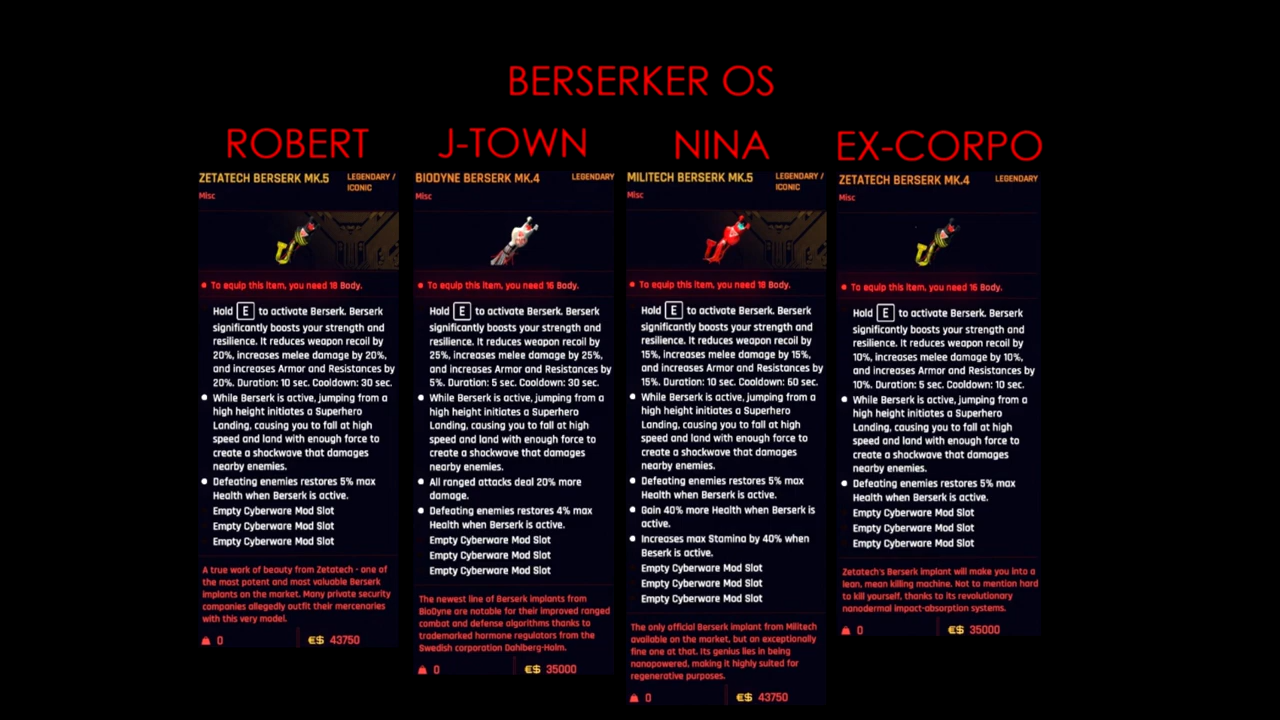 BERSERKER OS
ROBERT
ZETATECH BERSERK MK.5
LEGENDARY /
ICONIC
Misc
To equip this item, you need 18 Body.
Hold E to activate Berserk. Berserk
significantly boosts your strength and
resilience. It reduces weapon recoil by
20%, increases melee damage by 20%,
and increases Armor and Resistances by
20%. Duration: 10 sec. Cooldown: 30 sec.
While Berserk is active, jumping from a
high height initiates a Superhero
Landing, causing you to fall at high
speed and land with enough force to
create a shockwave that damages
nearby enemies.
Defeating enemies restores 5% max
Health when Berserk is active.
Empty Cyberware Mod Slot
Empty Cyberware Mod Slot
Empty Cyberware Mod Slot
A true work of beauty from Zetatech - one of
the most potent and most valuable Berserk
implants on the market. Many private security
companies allegedly outfit their mercenaries
with this very model.
0
€$ 43750
J-TOWN
BIODYNE BERSERK MK.4
LEGENDARY
Misc
To equip this item, you need 16 Body.
Hold E to activate Berserk. Berserk
significantly boosts your strength and
resilience. It reduces weapon recoil by
25%, increases melee damage by 25%,
and increases Armor and Resistances by
5%. Duration: 5 sec. Cooldown: 30 sec.
While Berserk is active, jumping from a
high height initiates a Superhero
Landing, causing you to fall at high
speed and land with enough force to
create a shockwave that damages
nearby enemies.
All ranged attacks deal 20% more
damage.
Defeating enemies restores 4% max
Health when Berserk is active.
Empty Cyberware Mod Slot
Empty Cyberware Mod Slot
Empty Cyberware Mod Slot
The newest line of Berserk implants from
BioDyne are notable for their improved ranged
combat and defense algorithms thanks to
trademarked hormone regulators from the
Swedish corporation Dahlberg-Holm.
0
€$ 35000
NINA
MILITECH BERSERK MK.5
LEGENDARY /
ICONIC
Misc
To equip this item, you need 18 Body.
Hold E to activate Berserk. Berserk
significantly boosts your strength and
resilience. It reduces weapon recoil by
15%, increases melee damage by 15%,
and increases Armor and Resistances by
15%. Duration: 10 sec. Cooldown: 60 sec.
While Berserk is active, jumping from a
high height initiates a Superhero
Landing, causing you to fall at high
speed and land with enough force to
create a shockwave that damages
nearby enemies.
Defeating enemies restores 5% max
Health when Berserk is active.
Gain 40% more Health when Berserk is
active.
Increases max Stamina by 40% when
Beserk is active.
Empty Cyberware Mod Slot
Empty Cyberware Mod Slot
Empty Cyberware Mod Slot
The only official Berserk implant from Militech
available on the market, but an exceptionally
fine one at that. Its genius lies in being
nanopowered, making it highly suited for
regenerative purposes.
0
€$ 43750
EX-CORPO
ZETATECH BERSERK MK.4
LEGENDARY
Misc
To equip this item, you need 16 Body.
Hold E to activate Berserk. Berserk
significantly boosts your strength and
resilience. It reduces weapon recoil by
10%, increases melee damage by 10%,
and increases Armor and Resistances by
10%. Duration: 5 sec. Cooldown: 10 sec.
While Berserk is active, jumping from a
high height initiates a Superhero
Landing, causing you to fall at high
speed and land with enough force to
create a shockwave that damages
nearby enemies.
Defeating enemies restores 5% max
Health when Berserk is active.
Empty Cyberware Mod Slot
Empty Cyberware Mod Slot
Empty Cyberware Mod Slot
Zetatech's Berserk implant will make you into a
lean, mean killing machine. Not to mention hard
to kill yourself, thanks to its revolutionary
nanodermal impact-absorption systems.
0
€$ 35000